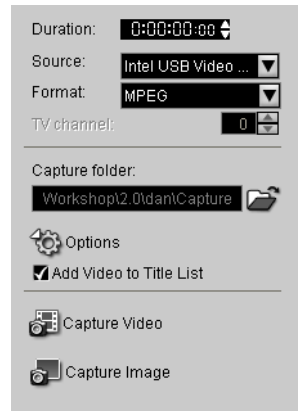 Duration: 0:00:00:00
Source: Intel USB Video ...
Format: MPEG
TV channel: 0
Capture folder:
Workshop\2.0\dan\Capture
Options
Add Video to Title List
Capture Video
Capture Image